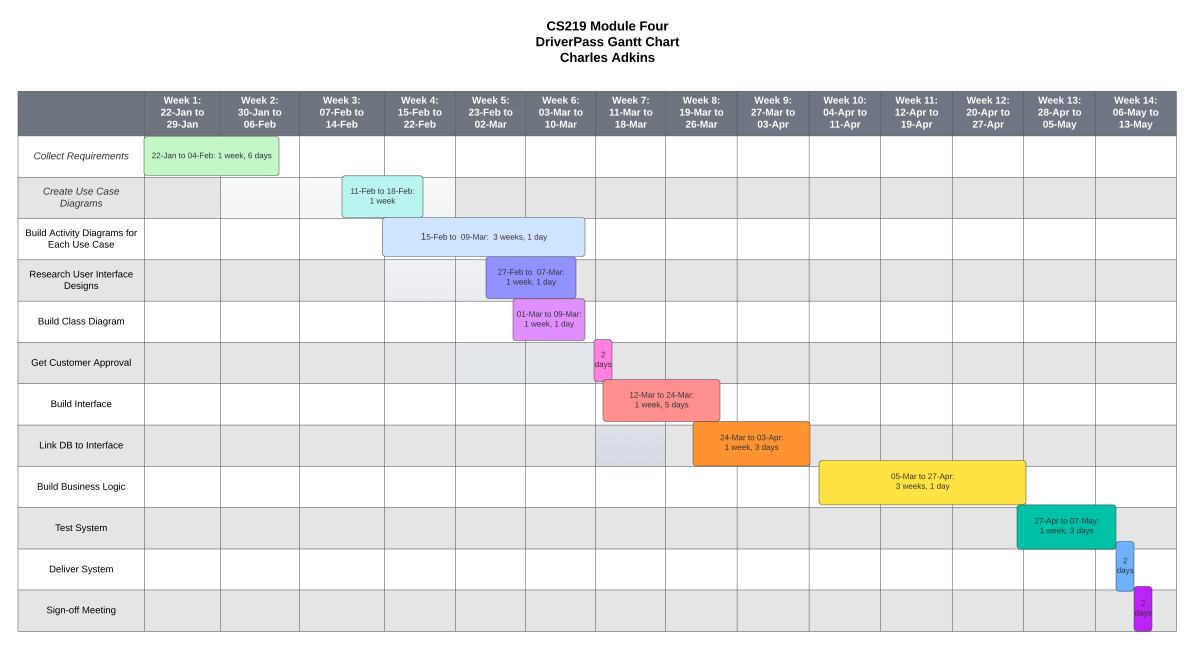 CS219 Module Four
DriverPass Gantt Chart
Charles Adkins
Week 1:
22-Jan to
29-Jan
Week 2:
30-Jan to
06-Feb
Week 3:
07-Feb to
14-Feb
Week 4:
15-Feb to
22-Feb
Week 5:
23-Feb to
02-Mar
Week 6:
03-Mar to
10-Mar
Week 7:
11-Mar to
18-Mar
Week 8:
19-Mar to
26-Mar
Week 9:
27-Mar to
03-Apr
Week 10:
04-Apr to
11-Apr
Week 11:
12-Apr to
19-Apr
Week 12:
20-Apr to
27-Apr
Week 13:
28-Apr to
05-May
Week 14:
06-May to
13-May
Collect Requirements
22-Jan to 04-Feb: 1 week, 6 days
Create Use Case
Diagrams
11-Feb to 18-Feb:
1 week
Build Activity Diagrams for
Each Use Case
15-Feb to 09-Mar: 3 weeks, 1 day
Research User Interface
Designs
27-Feb to 07-Mar:
1 week, 1 day
Build Class Diagram
01-Mar to 09-Mar:
1 week, 1 day
Get Customer Approval
2
days
Build Interface
12-Mar to 24-Mar:
1 week, 5 days
Link DB to Interface
24-Mar to 03-Apr:
1 week, 3 days
Build Business Logic
05-Mar to 27-Apr:
3 weeks, 1 day
Test System
27-Apr to 07-May:
1 week, 3 days
Deliver System
2
days
Sign-off Meeting
2
days